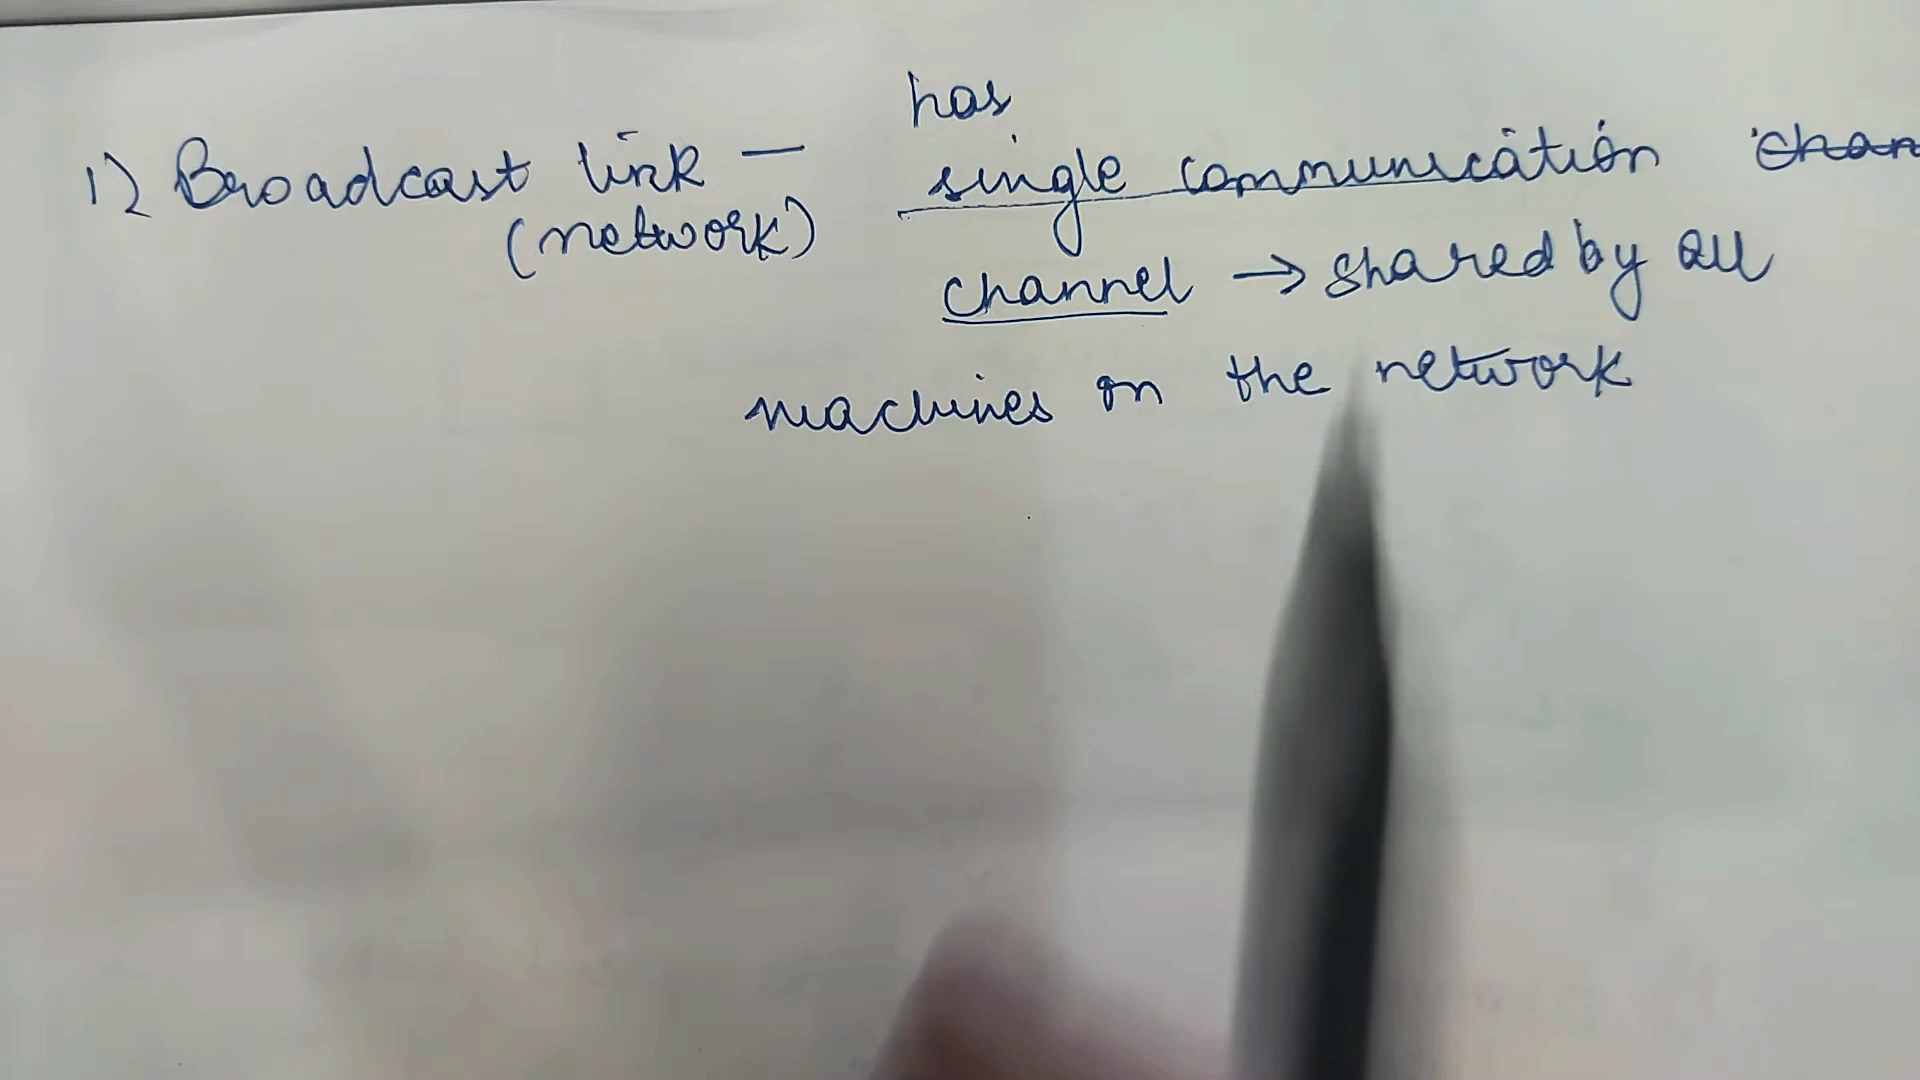 has
1) Broadcast link — single communication
(network)
channel → shared by all
machines on the network